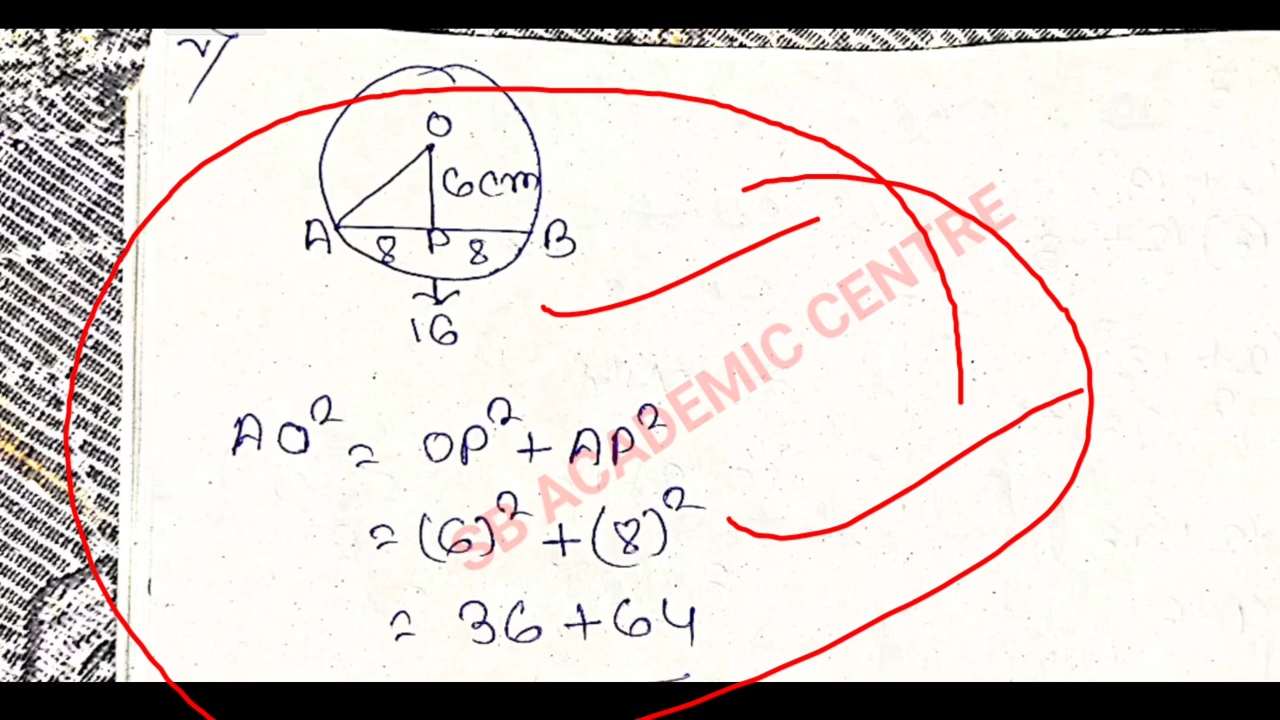 v)
O
6cm
A 8 P 8 B
16
AO² = OP² + AP²
= (6)² + (8)²
= 36 + 64
SB ACADEMIC CENTRE